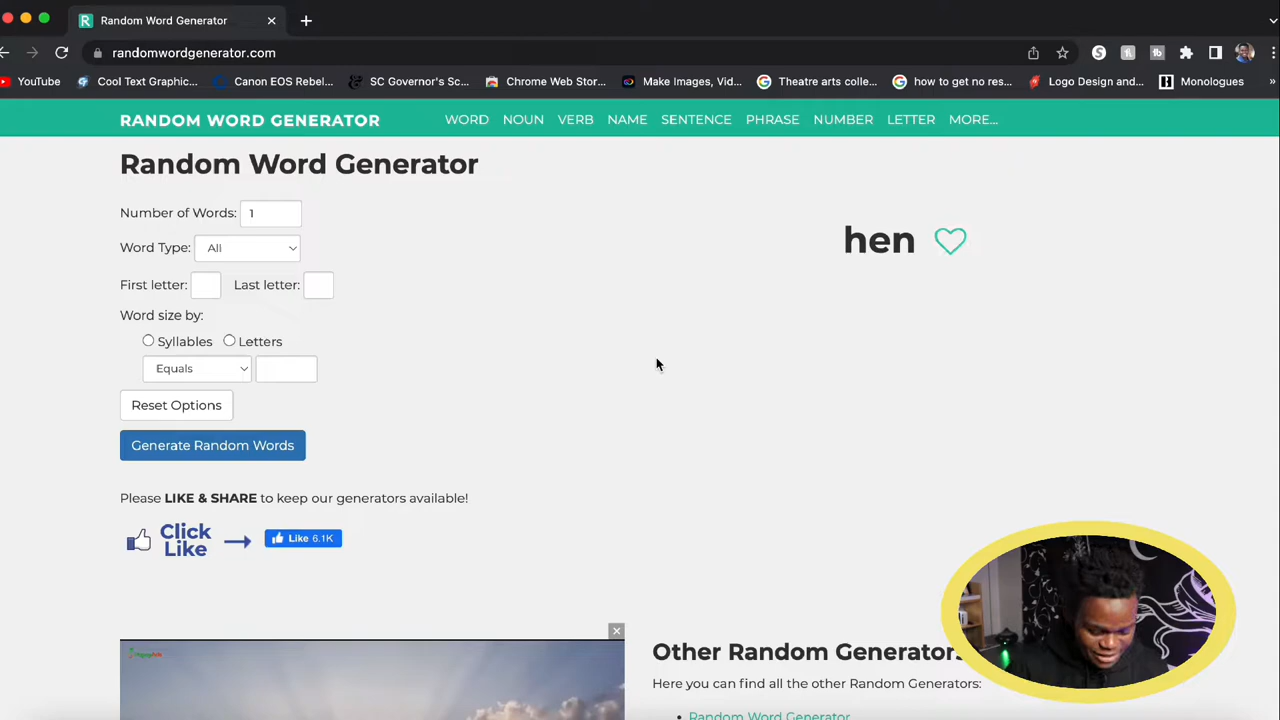 Random Word Generator
randomwordgenerator.com
YouTube
Cool Text Graphic...
Canon EOS Rebel...
SC Governor's Sc...
Chrome Web Stor...
Make Images, Vid...
Theatre arts colle...
how to get no res...
Logo Design and...
Monologues
RANDOM WORD GENERATOR
WORD
NOUN
VERB
NAME
SENTENCE
PHRASE
NUMBER
LETTER
MORE...
Random Word Generator
Number of Words: 1
hen
Word Type: All
First letter:
Last letter:
Word size by:
Syllables
Letters
Equals
Reset Options
Generate Random Words
Please LIKE & SHARE to keep our generators available!
Click
Like
Like 6.1K
Other Random Generators
Here you can find all the other Random Generators:
Random Word Generator